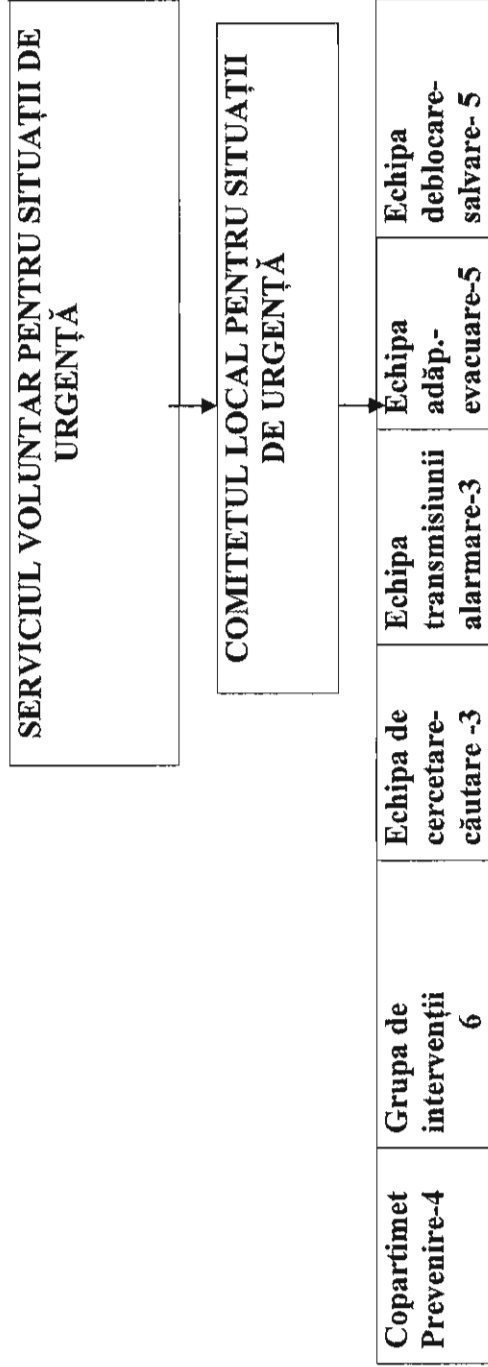 SERVICIUL VOLUNTAR PENTRU SITUAȚII DE
URGENȚĂ
COMITETUL LOCAL PENTRU SITUAȚII
DE URGENȚĂ
Copartimet
Prevenire-4
Grupa de
intervenții
6
Echipa de
cercetare-
căutare -3
Echipa
transmisiunii
alarmare-3
Echipa
adăp.-
evacuare-5
Echipa
deblocare-
salvare- 5